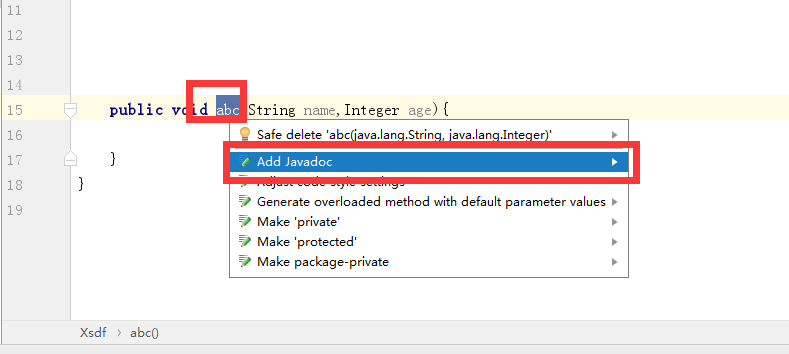 11
12
13
14
15 public void abc(String name,Integer age){
Safe delete 'abc(java.lang.String, java.lang.Integer)'
16
Add Javadoc
17 }
Adjust code style settings
18 }
Generate overloaded method with default parameter values
19
Make 'private'
Make 'protected'
Make package-private
Xsdf > abc()